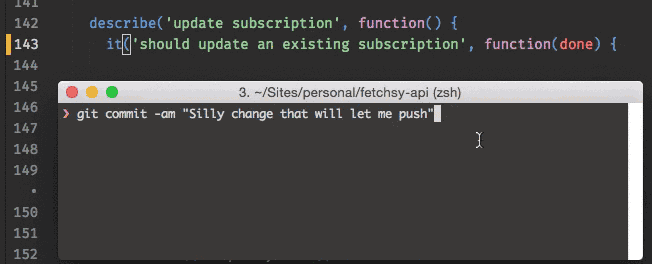 141
142 describe('update subscription', function() {
143 it('should update an existing subscription', function(done) {
144
145
3. ~/Sites/personal/fetchsy-api (zsh)
146
❯ git commit -am "Silly change that will let me push"
147
148
149
150
151
152